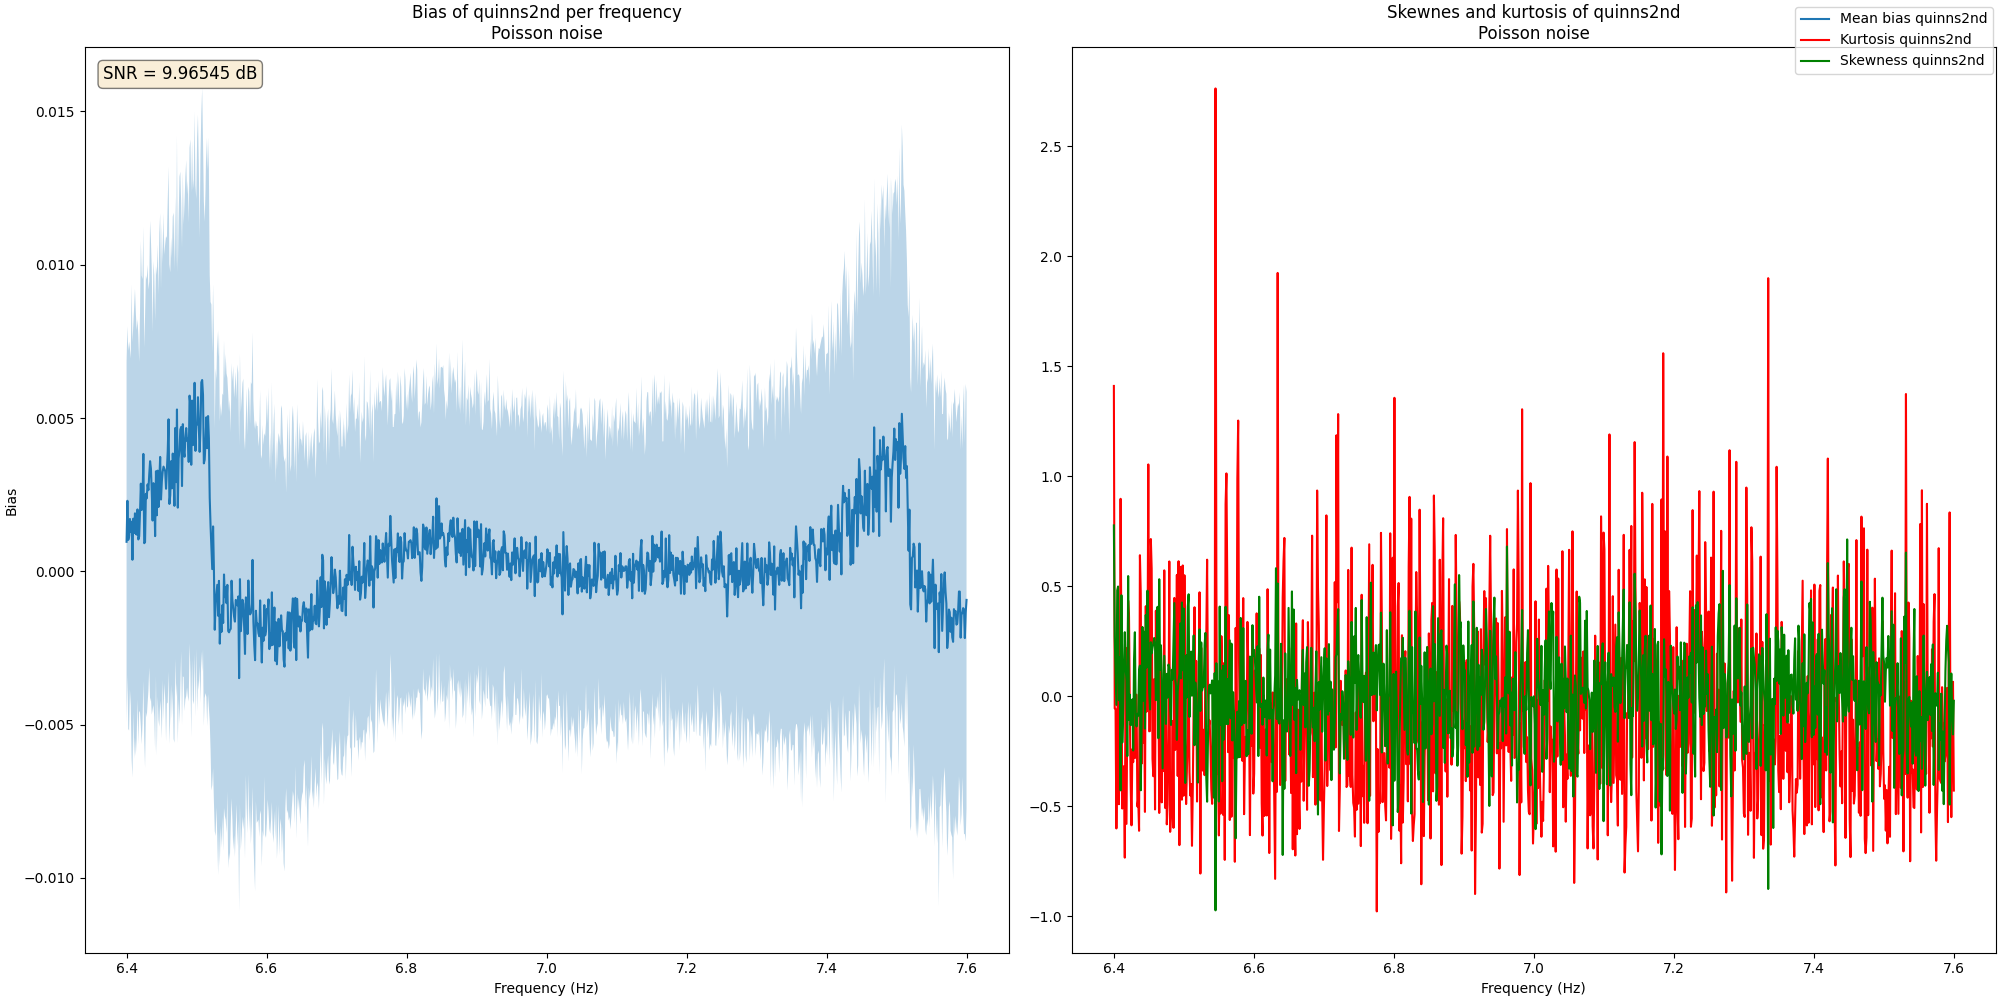 Bias of quinns2nd per frequency
Poisson noise
SNR = 9.96545 dB
0.015
0.010
0.005
0.000
−0.005
−0.010
Bias
6.4
6.6
6.8
7.0
7.2
7.4
7.6
Frequency (Hz)
Skewnes and kurtosis of quinns2nd
Poisson noise
Mean bias quinns2nd
Kurtosis quinns2nd
Skewness quinns2nd
2.5
2.0
1.5
1.0
0.5
0.0
−0.5
−1.0
6.4
6.6
6.8
7.0
7.2
7.4
7.6
Frequency (Hz)